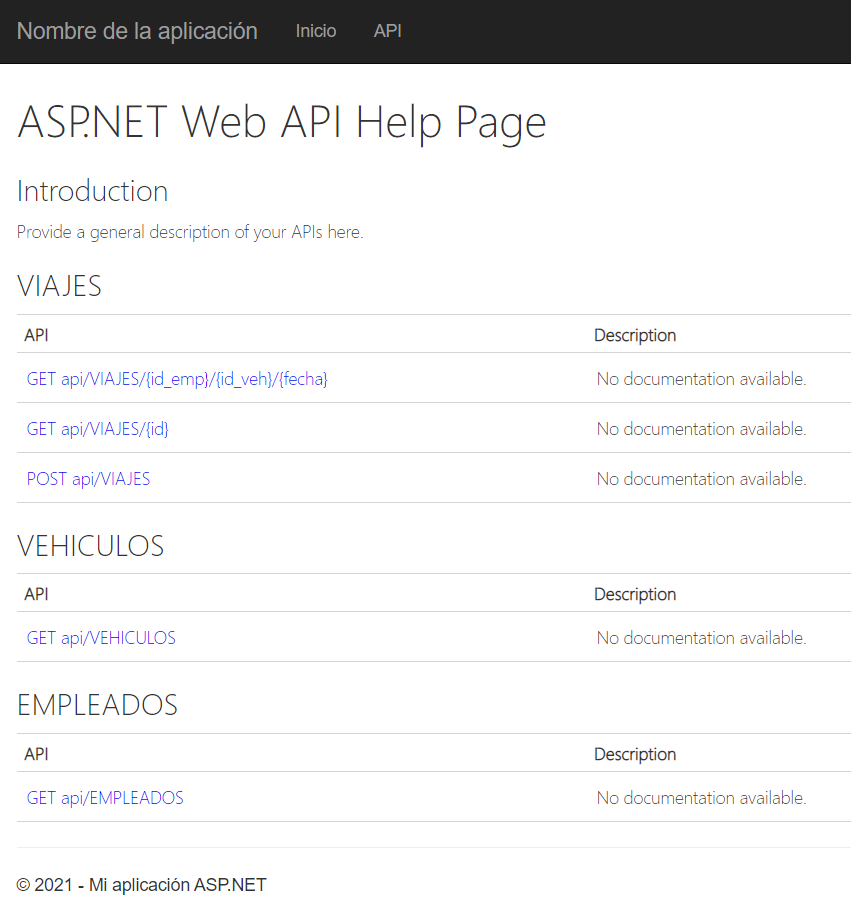 Nombre de la aplicación Inicio API
ASP.NET Web API Help Page
Introduction
Provide a general description of your APIs here.
VIAJES
API Description
GET api/VIAJES/{id_emp}/{id_veh}/{fecha} No documentation available.
GET api/VIAJES/{id} No documentation available.
POST api/VIAJES No documentation available.
VEHICULOS
API Description
GET api/VEHICULOS No documentation available.
EMPLEADOS
API Description
GET api/EMPLEADOS No documentation available.
© 2021 - Mi aplicación ASP.NET